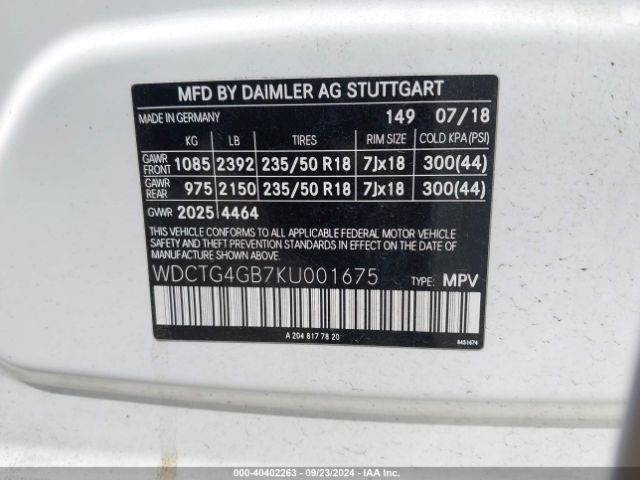 MFD BY DAIMLER AG STUTTGART
MADE IN GERMANY 149 07/18
KG LB TIRES RIM SIZE COLD KPA (PSI)
GAWR FRONT 1085 2392 235/50 R18 7Jx18 300(44)
GAWR REAR 975 2150 235/50 R18 7Jx18 300(44)
GVWR 2025 4464
THIS VEHICLE CONFORMS TO ALL APPLICABLE FEDERAL MOTOR VEHICLE
SAFETY AND THEFT PREVENTION STANDARDS IN EFFECT ON THE DATE
OF MANUFACTURE SHOWN ABOVE.
WDCTG4GB7KU001675 TYPE: MPV
A 204 817 78 20 8451674
000-40402263 - 09/23/2024 - IAA Inc.